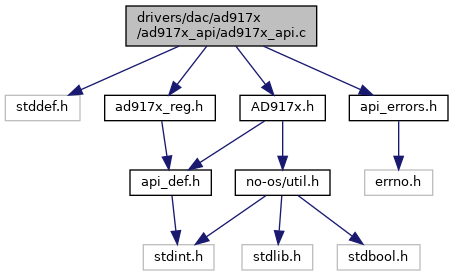 drivers/dac/ad917x
/ad917x_api/ad917x_api.c
stddef.h
ad917x_reg.h
AD917x.h
api_errors.h
api_def.h
no-os/util.h
errno.h
stdint.h
stdlib.h
stdbool.h